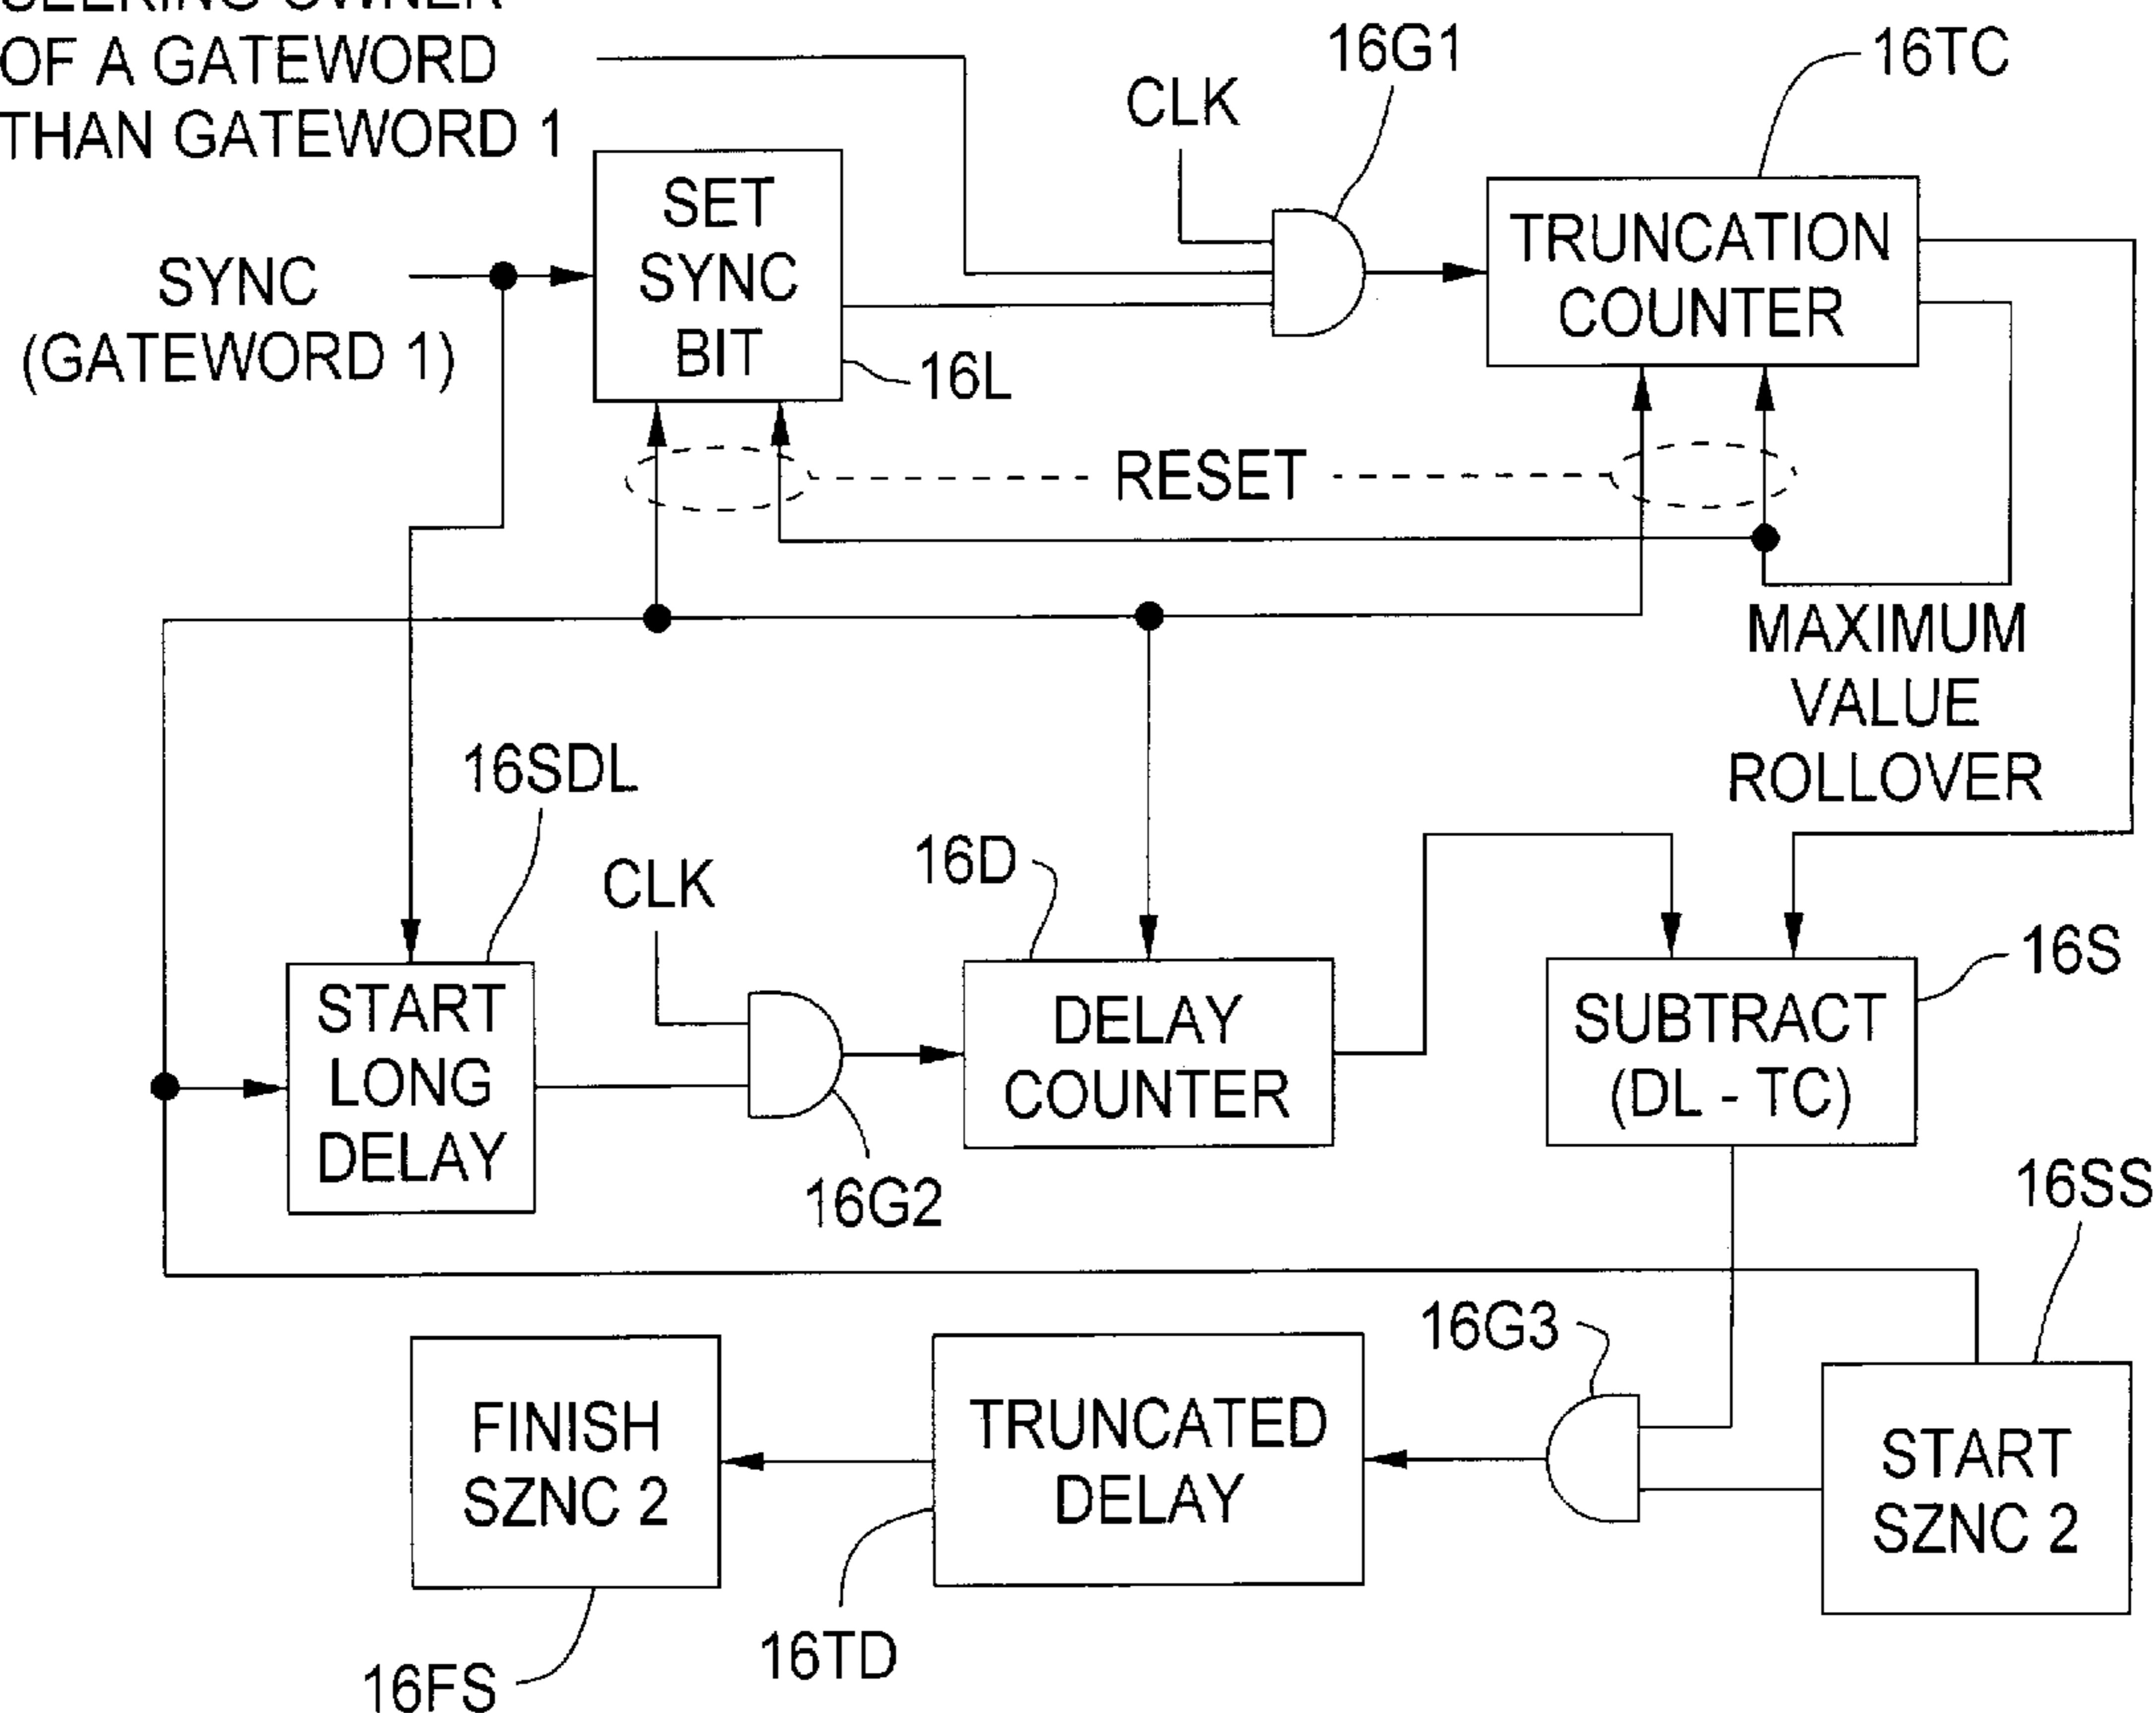 OF A GATEWORD
THAN GATEWORD 1
16G1
16TC
CLK
SET
SYNC
BIT
TRUNCATION
COUNTER
SYNC
(GATEWORD 1)
16L
RESET
MAXIMUM
VALUE
ROLLOVER
16SDL
16D
CLK
16S
START
LONG
DELAY
DELAY
COUNTER
SUBTRACT
(DL - TC)
16G2
16SS
16G3
FINISH
SZNC 2
TRUNCATED
DELAY
START
SZNC 2
16TD
16FS